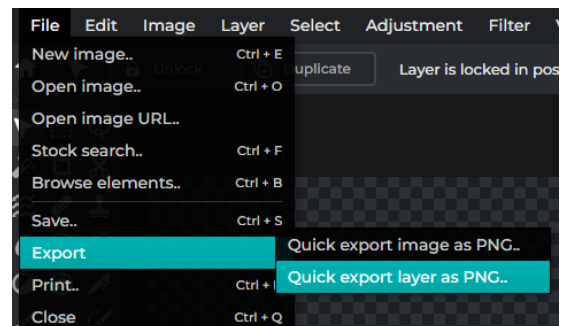 File Edit Image Layer Select Adjustment Filter
New image.. Ctrl + E
Unlock Duplicate Layer is locked in pos
Open image.. Ctrl + O
Open image URL..
Stock search.. Ctrl + F
Browse elements.. Ctrl + B
Save.. Ctrl + S
Export
Quick export image as PNG..
Quick export layer as PNG..
Print.. Ctrl +
Close Ctrl + Q